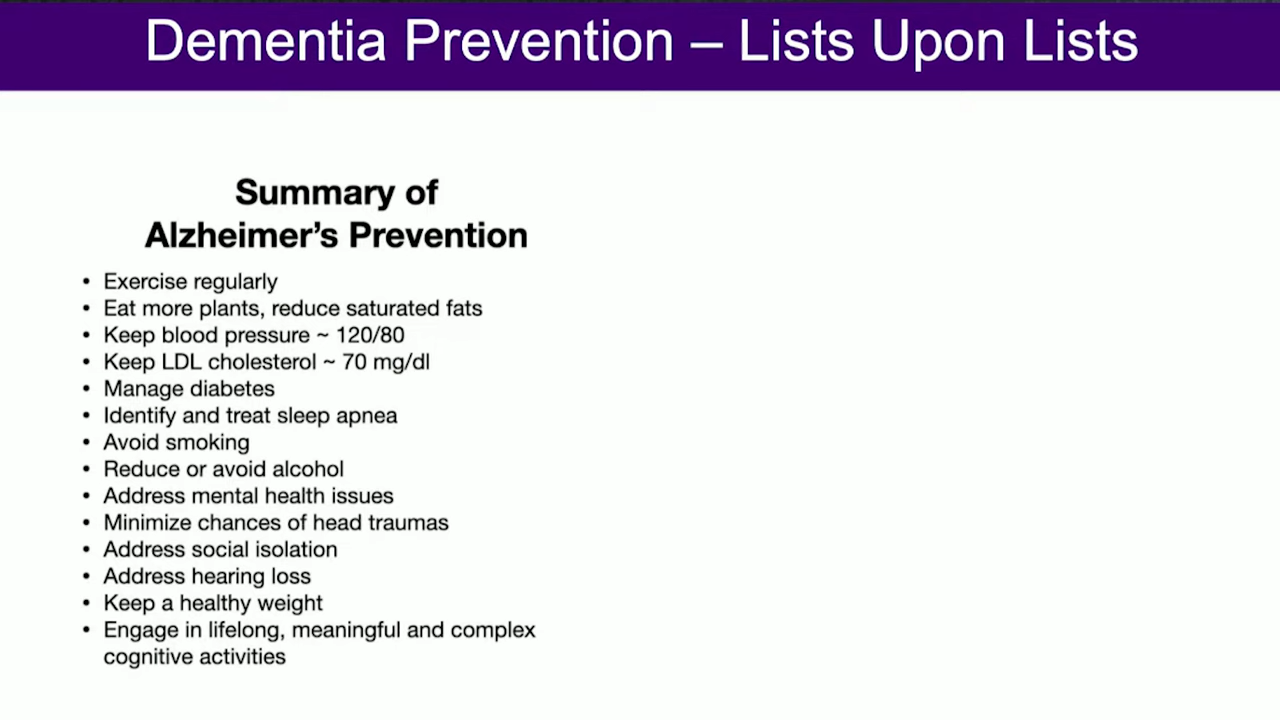 Dementia Prevention – Lists Upon Lists
Summary of
Alzheimer's Prevention
• Exercise regularly
• Eat more plants, reduce saturated fats
• Keep blood pressure ~ 120/80
• Keep LDL cholesterol ~ 70 mg/dl
• Manage diabetes
• Identify and treat sleep apnea
• Avoid smoking
• Reduce or avoid alcohol
• Address mental health issues
• Minimize chances of head traumas
• Address social isolation
• Address hearing loss
• Keep a healthy weight
• Engage in lifelong, meaningful and complex
cognitive activities